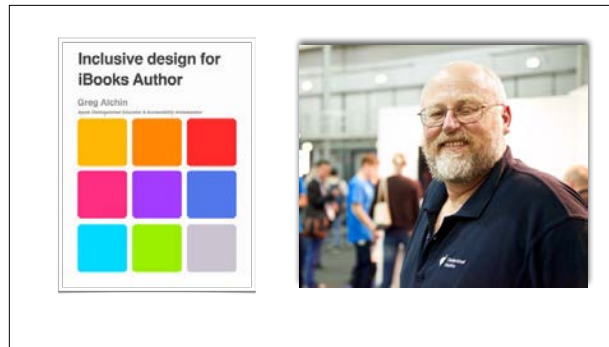 Inclusive design for
iBooks Author
Greg Alchin
Apple Distinguished Educator & Accessibility Ambassador